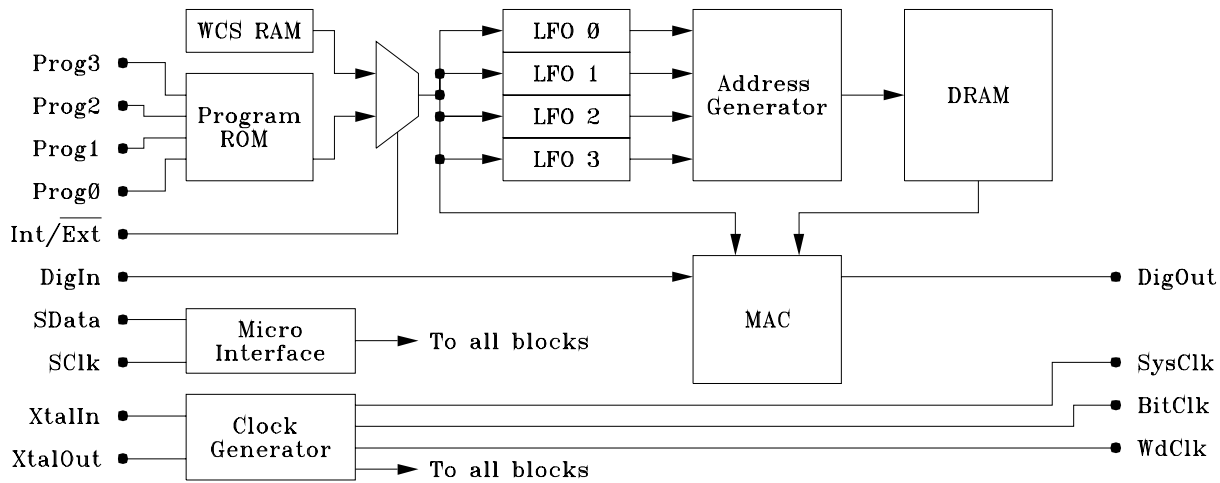 WCS RAM
Prog3
Prog2
Prog1
Prog0
Program
ROM
LFO 0
LFO 1
LFO 2
LFO 3
Address
Generator
DRAM
Int/Ext
DigIn
MAC
DigOut
SData
SClk
Micro
Interface
To all blocks
XtalIn
XtalOut
Clock
Generator
To all blocks
SysClk
BitClk
WdClk